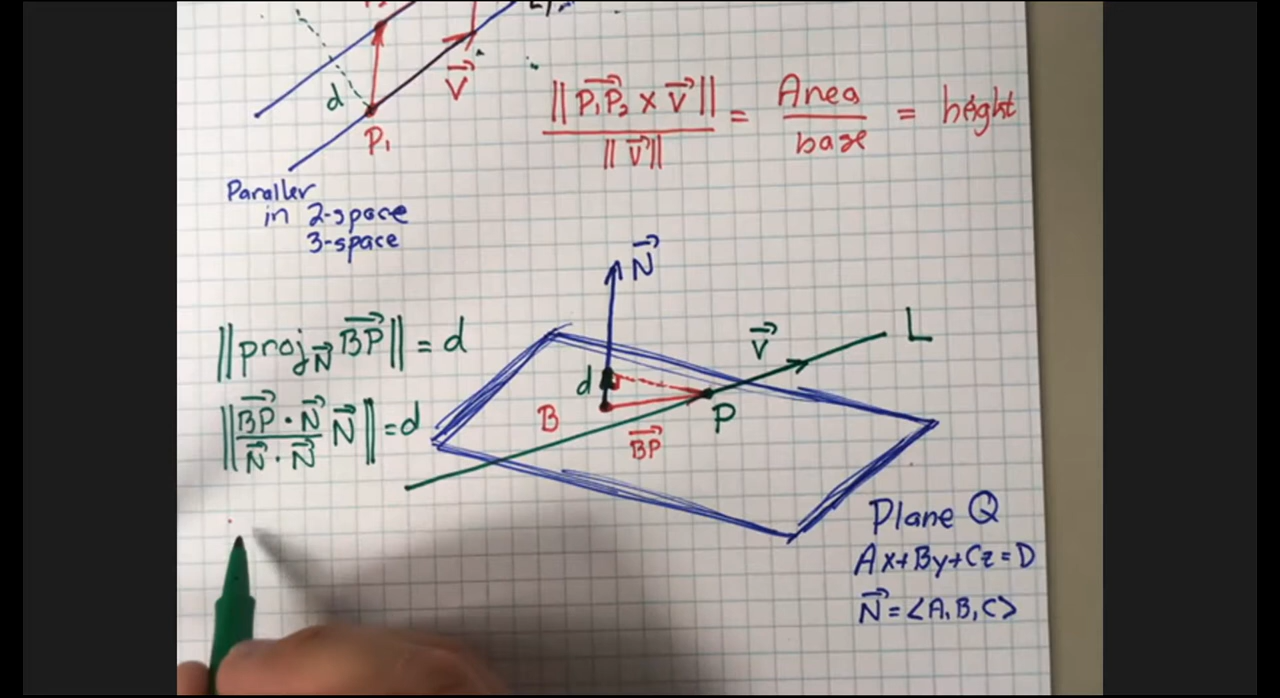 d
V
P₁
‖ P₁P₂ × V ‖ / ‖ V ‖ = Area / base = height
Paraller
in 2-space
3-space
N
‖ proj_N BP ‖ = d
V
L
d
‖ BP · N / N · N N ‖ = d
B
P
BP
Plane Q
Ax+By+Cz=D
N = <A, B, C>